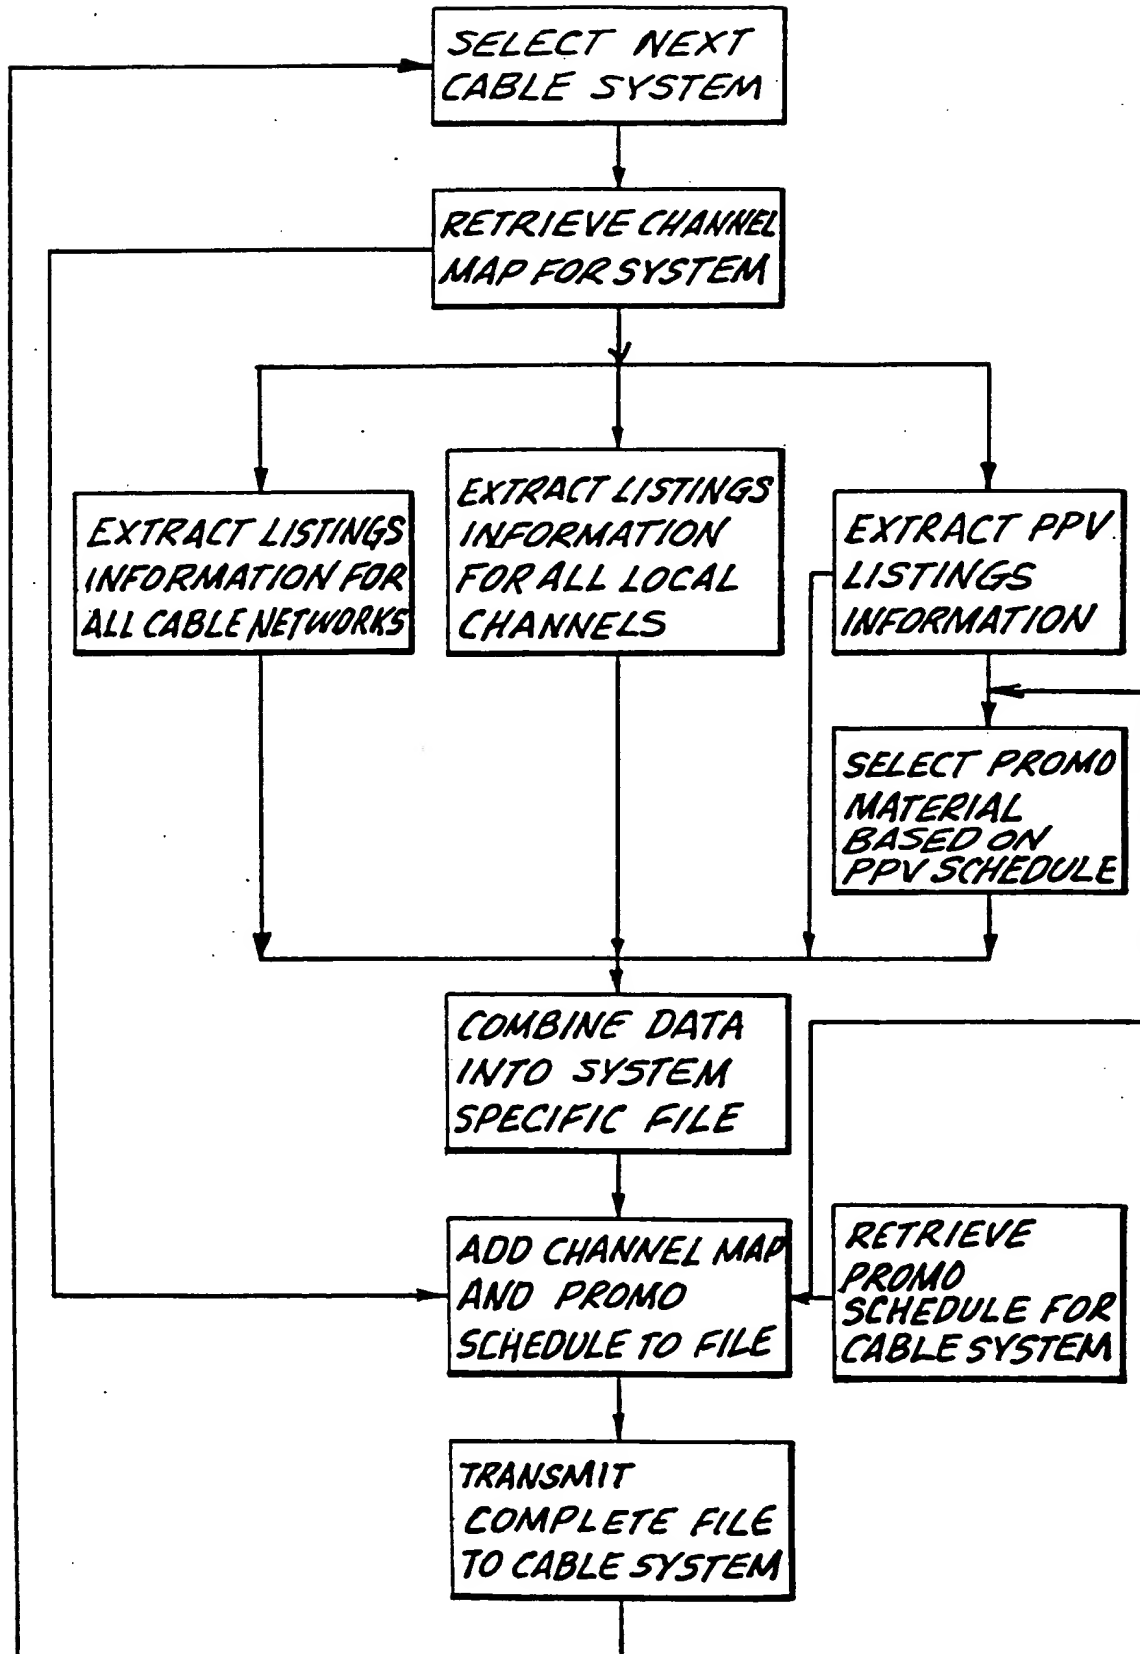 SELECT NEXT
CABLE SYSTEM
RETRIEVE CHANNEL
MAP FOR SYSTEM
EXTRACT LISTINGS
INFORMATION FOR
ALL CABLE NETWORKS
EXTRACT LISTINGS
INFORMATION
FOR ALL LOCAL
CHANNELS
EXTRACT PPV
LISTINGS
INFORMATION
SELECT PROMO
MATERIAL
BASED ON
PPV SCHEDULE
COMBINE DATA
INTO SYSTEM
SPECIFIC FILE
ADD CHANNEL MAP
AND PROMO
SCHEDULE TO FILE
RETRIEVE
PROMO
SCHEDULE FOR
CABLE SYSTEM
TRANSMIT
COMPLETE FILE
TO CABLE SYSTEM